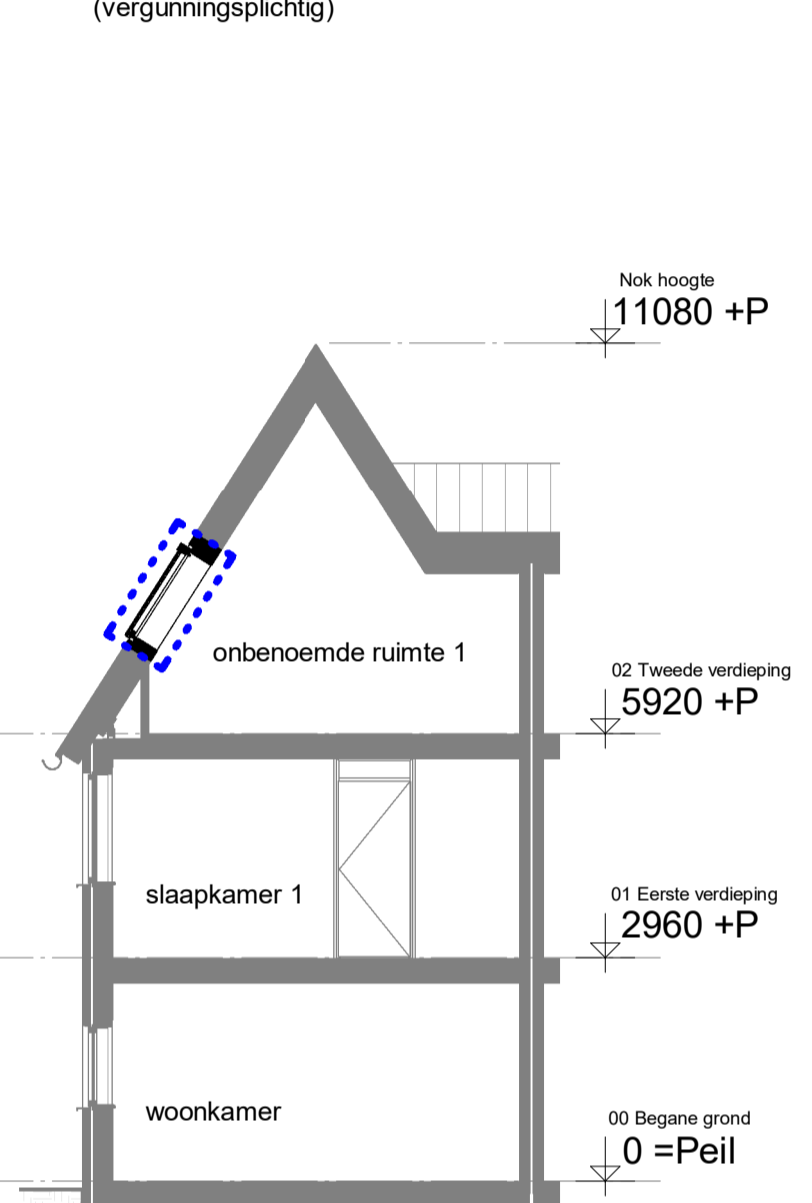 (vergunningsplichtig)
Nok hoogte
11080 +P
onbenoemde ruimte 1
02 Tweede verdieping
5920 +P
slaapkamer 1
01 Eerste verdieping
2960 +P
woonkamer
00 Begane grond
0 =Peil